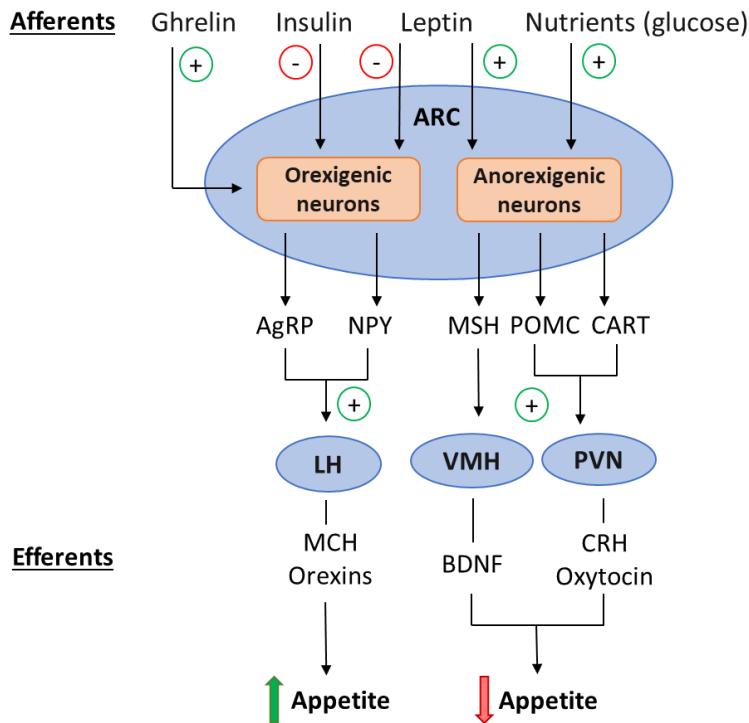 Afferents Ghrelin Insulin Leptin Nutrients (glucose)
+ - - + +
ARC
Orexigenic
neurons
Anorexigenic
neurons
AgRP NPY MSH POMC CART
+ +
LH VMH PVN
Efferents
MCH
Orexins
BDNF
CRH
Oxytocin
Appetite Appetite